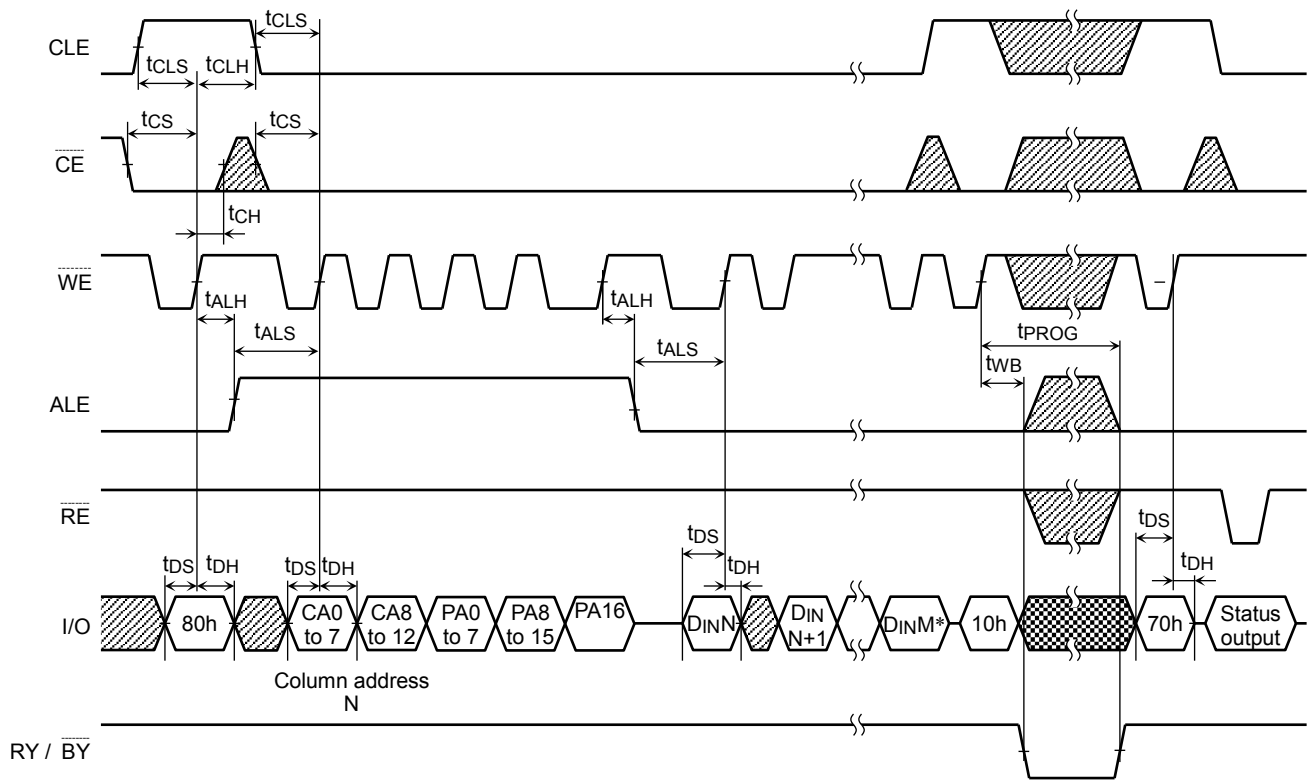 CLE
tCLS
tCLS
tCLH
CE
tCS
tCS
tCH
WE
tALH
tALS
tALH
tALS
tPROG
tWB
ALE
RE
tDS
tDH
tDS
tDH
tDS
tDH
tDS
tDH
I/O
80h
CA0
to 7
CA8
to 12
PA0
to 7
PA8
to 15
PA16
DINN
DIN
N+1
DINM*
10h
70h
Status
output
Column address
N
RY / BY